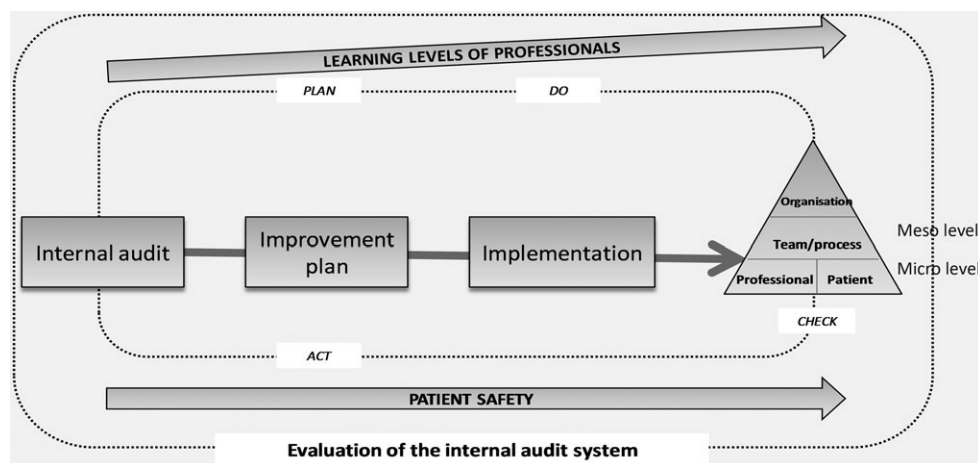 LEARNING LEVELS OF PROFESSIONALS
PLAN
DO
Organisation
Meso level
Internal audit
Improvement
plan
Implementation
Team/process
Micro level
Professional
Patient
CHECK
ACT
PATIENT SAFETY
Evaluation of the internal audit system